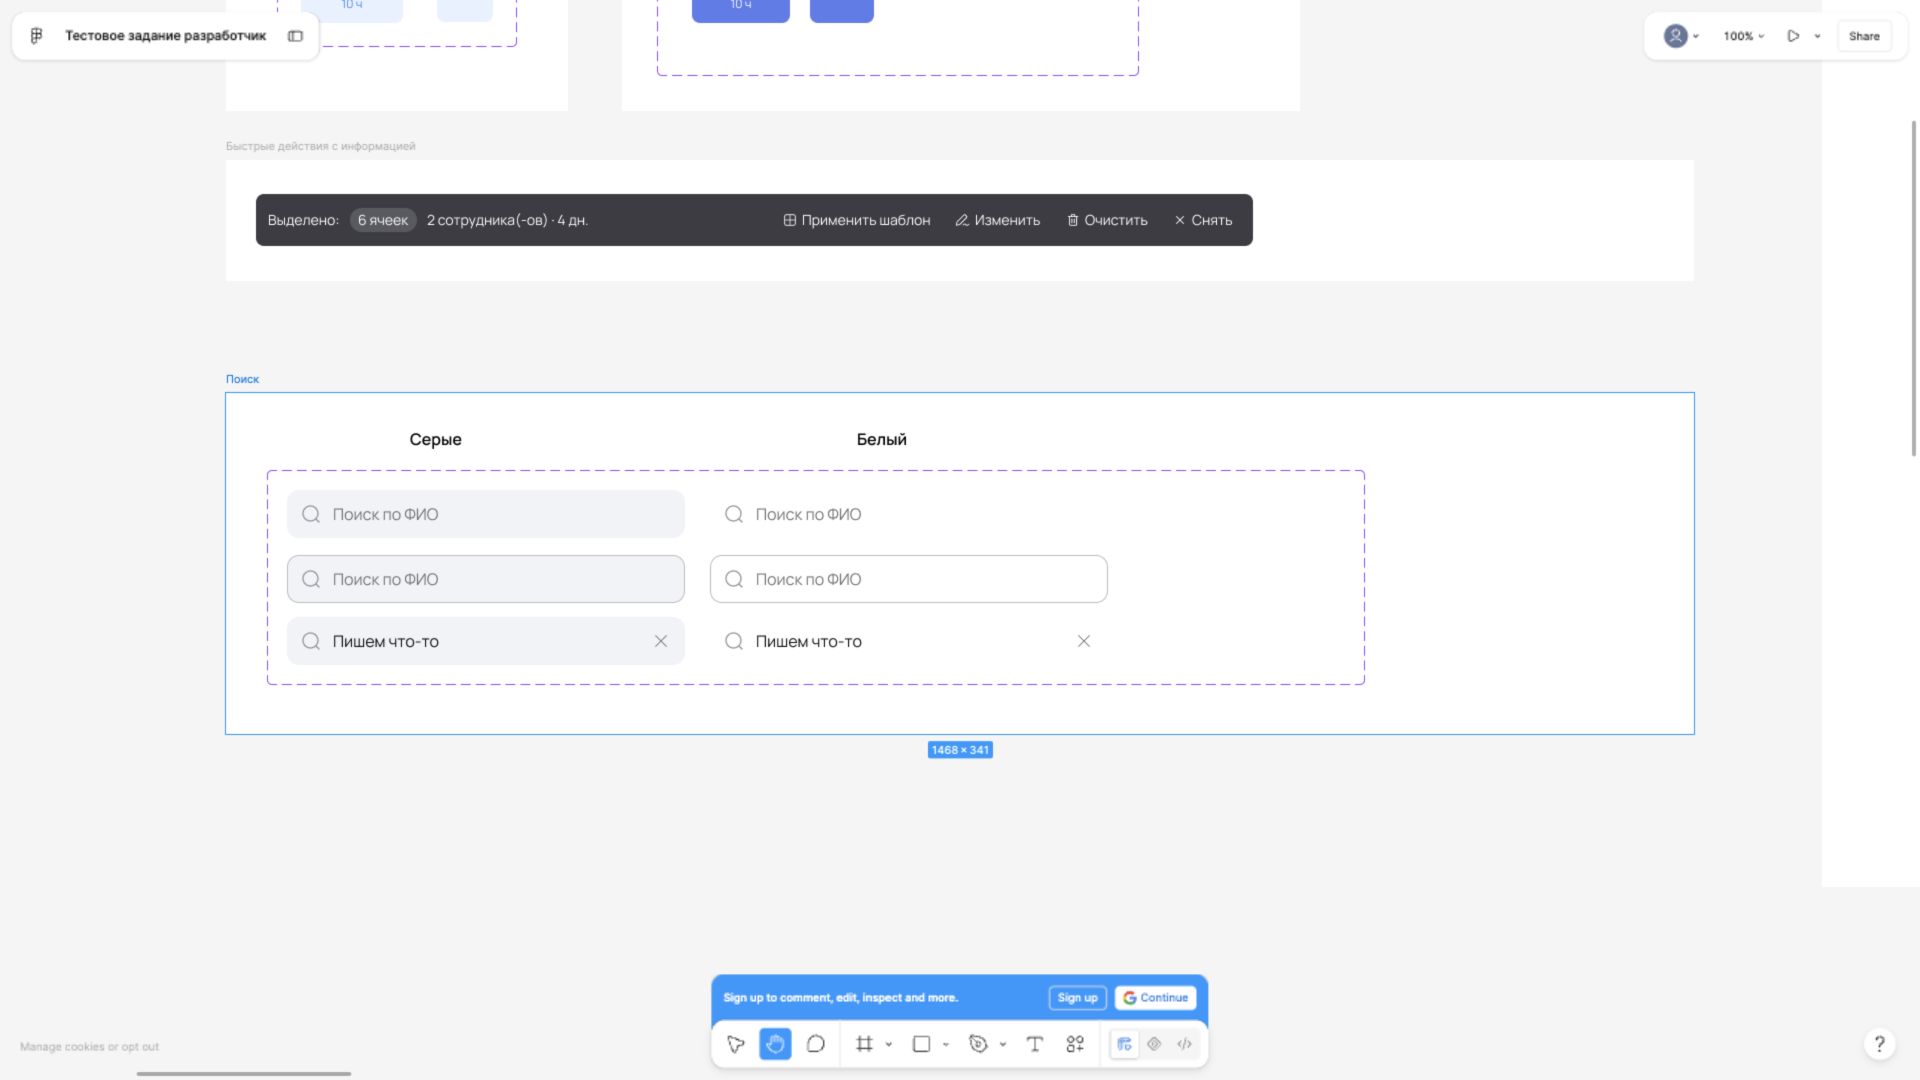 10 ч
10 ч
Тестовое задание разработчик
100%
Share
Быстрые действия с информацией
Выделено: 6 ячеек 2 сотрудника(-ов) · 4 дн. Применить шаблон Изменить Очистить Снять
Поиск
Серые Белый
Поиск по ФИО Поиск по ФИО
Поиск по ФИО Поиск по ФИО
Пишем что-то Пишем что-то
1468 × 341
Sign up to comment, edit, inspect and more. Sign up Continue
Manage cookies or opt out
?